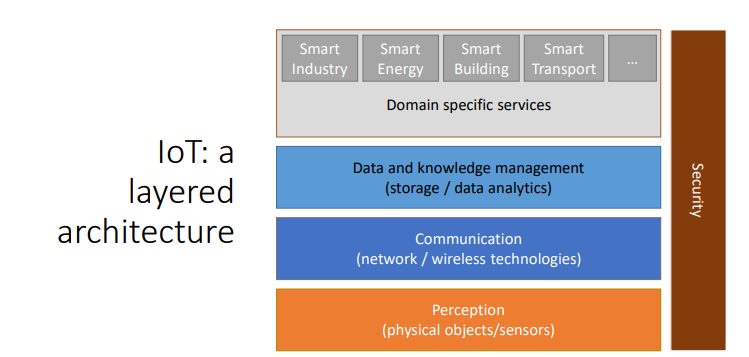 IoT: a
layered
architecture
Smart
Industry
Smart
Energy
Smart
Building
Smart
Transport
...
Domain specific services
Data and knowledge management
(storage / data analytics)
Communication
(network / wireless technologies)
Perception
(physical objects/sensors)
Security